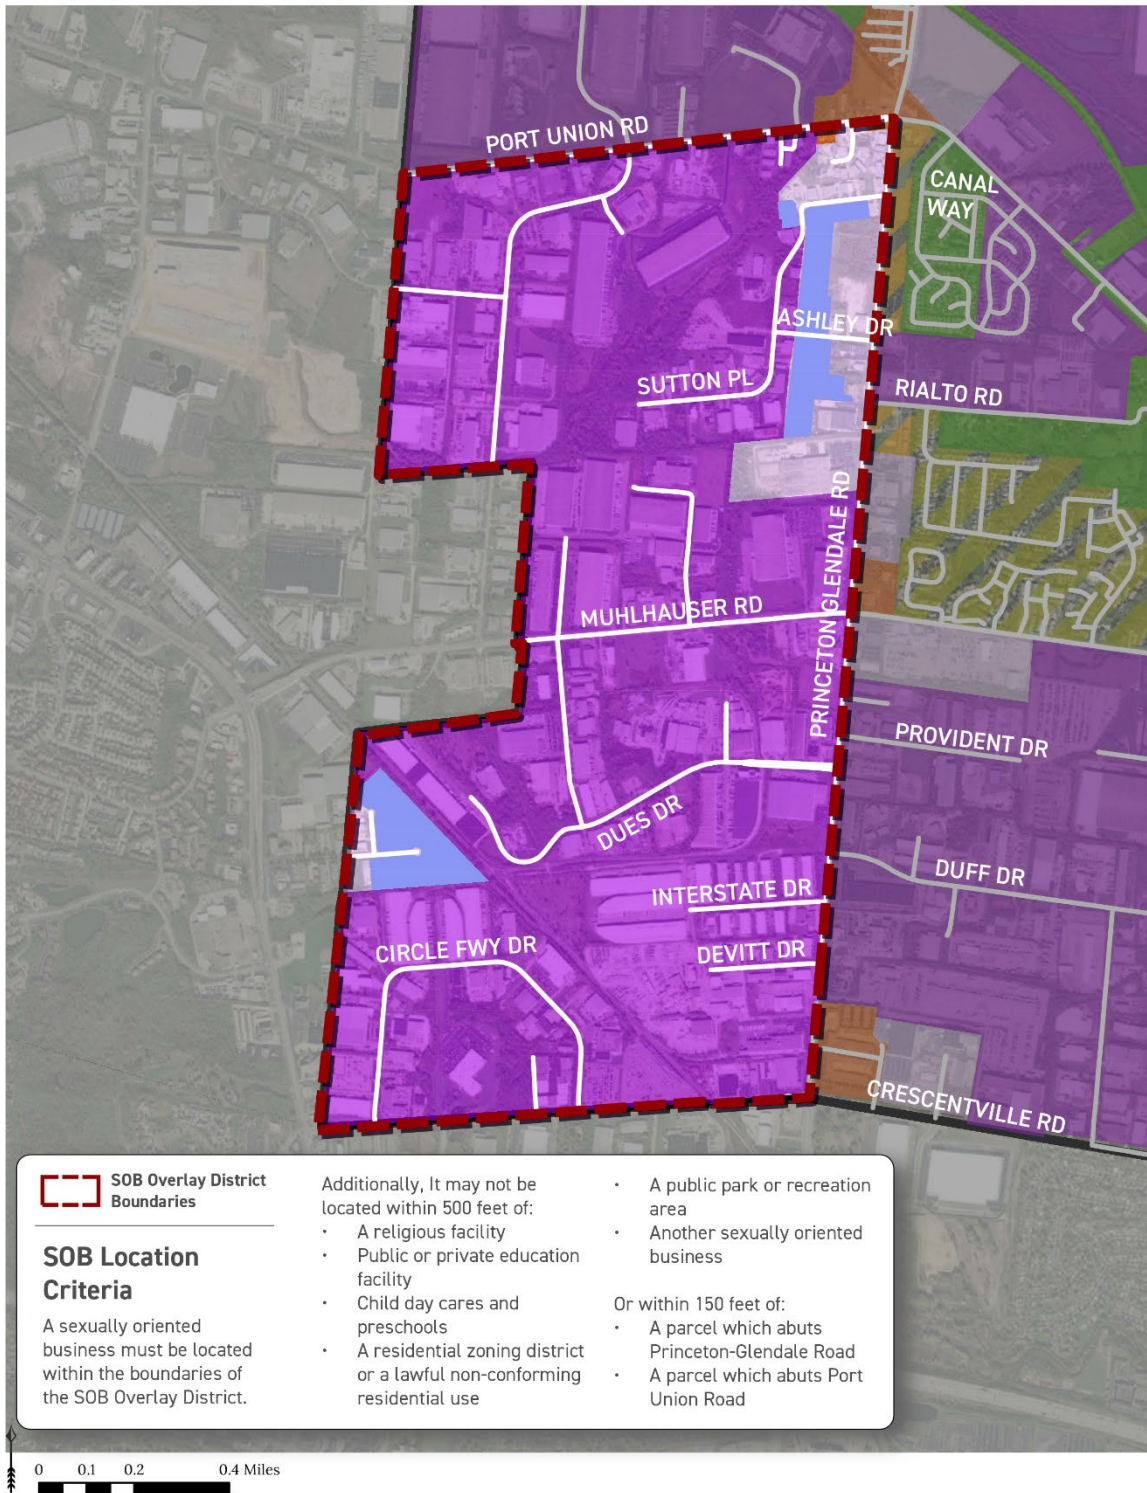 PORT UNION RD
CANAL
WAY
ASHLEY DR
SUTTON PL
RIALTO RD
PRINCETON GLENDALE RD
MUHLHAUSER RD
PROVIDENT DR
DUES DR
DUFF DR
INTERSTATE DR
CIRCLE FWY DR
DEVITT DR
CRESCENTVILLE RD
SOB Overlay District
Boundaries
SOB Location
Criteria
A sexually oriented
business must be located
within the boundaries of
the SOB Overlay District.
Additionally, It may not be
located within 500 feet of:
• A religious facility
• Public or private education
facility
• Child day cares and
preschools
• A residential zoning district
or a lawful non-conforming
residential use
• A public park or recreation
area
• Another sexually oriented
business
Or within 150 feet of:
• A parcel which abuts
Princeton-Glendale Road
• A parcel which abuts Port
Union Road
0 0.1 0.2 0.4 Miles